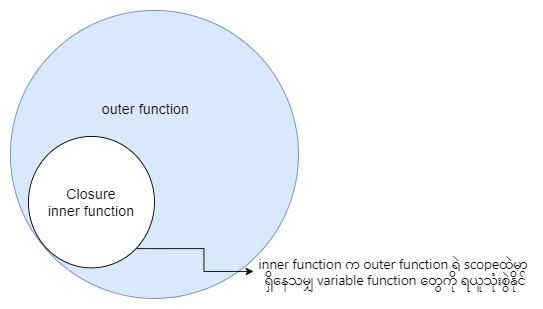 outer function
Closure
inner function
inner function က outer function ရဲ့ scopeထဲမှာ
ရှိနေသမျှ variable function တွေကို ရယူသုံးစွဲနိုင်